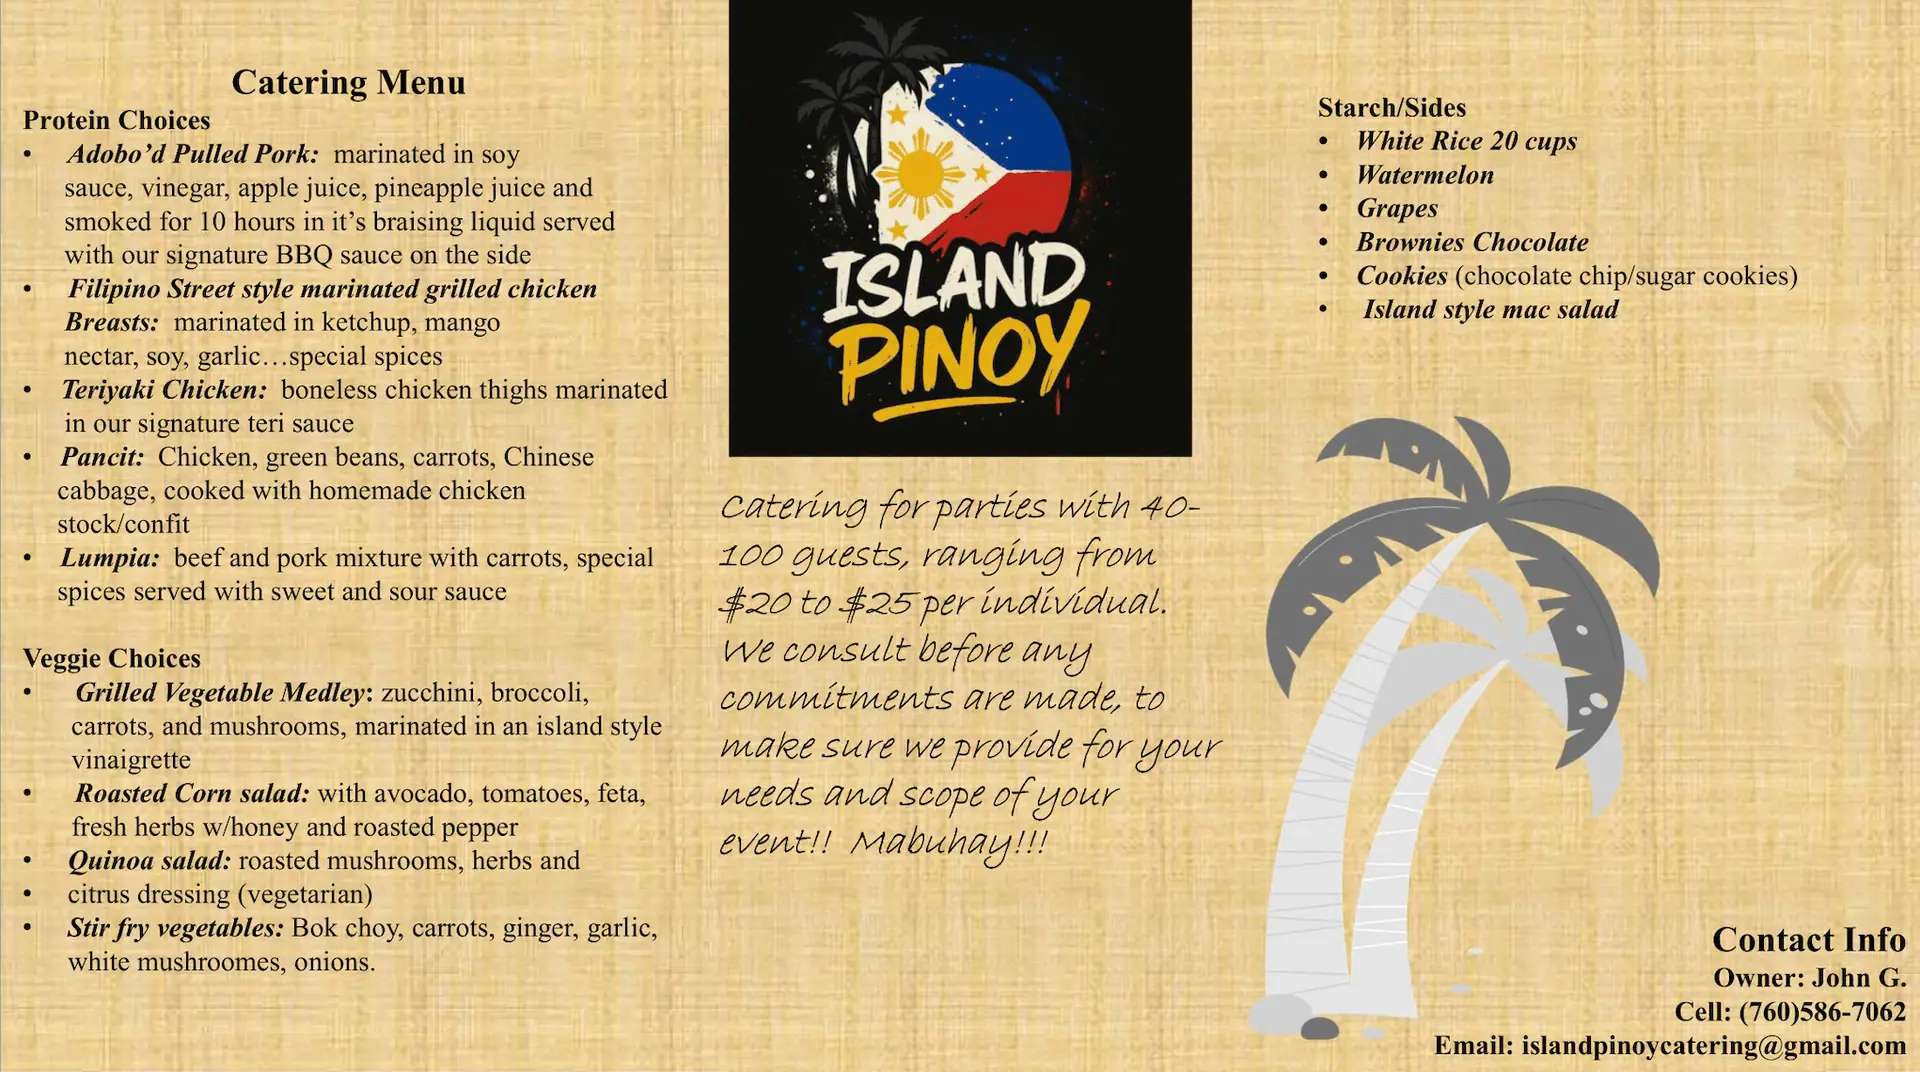 Catering Menu
Protein Choices
• Adobo’d Pulled Pork: marinated in soy
sauce, vinegar, apple juice, pineapple juice and
smoked for 10 hours in it’s braising liquid served
with our signature BBQ sauce on the side
• Filipino Street style marinated grilled chicken
Breasts: marinated in ketchup, mango
nectar, soy, garlic…special spices
• Teriyaki Chicken: boneless chicken thighs marinated
in our signature teri sauce
• Pancit: Chicken, green beans, carrots, Chinese
cabbage, cooked with homemade chicken
stock/confit
• Lumpia: beef and pork mixture with carrots, special
spices served with sweet and sour sauce
Veggie Choices
• Grilled Vegetable Medley: zucchini, broccoli,
carrots, and mushrooms, marinated in an island style
vinaigrette
• Roasted Corn salad: with avocado, tomatoes, feta,
fresh herbs w/honey and roasted pepper
• Quinoa salad: roasted mushrooms, herbs and
• citrus dressing (vegetarian)
• Stir fry vegetables: Bok choy, carrots, ginger, garlic,
white mushroomes, onions.
ISLAND
PINOY
Catering for parties with 40-
100 guests, ranging from
$20 to $25 per individual.
We consult before any
commitments are made, to
make sure we provide for your
needs and scope of your
event!! Mabuhay!!!
Starch/Sides
• White Rice 20 cups
• Watermelon
• Grapes
• Brownies Chocolate
• Cookies (chocolate chip/sugar cookies)
• Island style mac salad
Contact Info
Owner: John G.
Cell: (760)586-7062
Email: islandpinoycatering@gmail.com